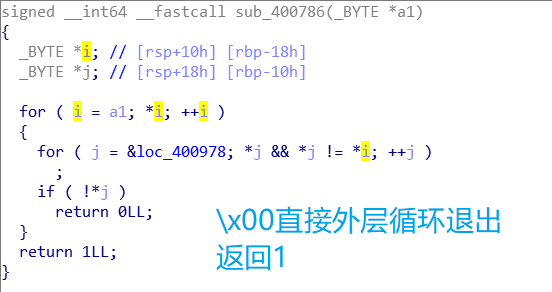 signed __int64 __fastcall sub_400786(_BYTE *a1)
{
_BYTE *i; // [rsp+10h] [rbp-18h]
_BYTE *j; // [rsp+18h] [rbp-10h]
for ( i = a1; *i; ++i )
{
for ( j = &loc_400978; *j && *j != *i; ++j )
;
if ( !*j )
return 0LL;
}
return 1LL;
}
\x00直接外层循环退出
返回1